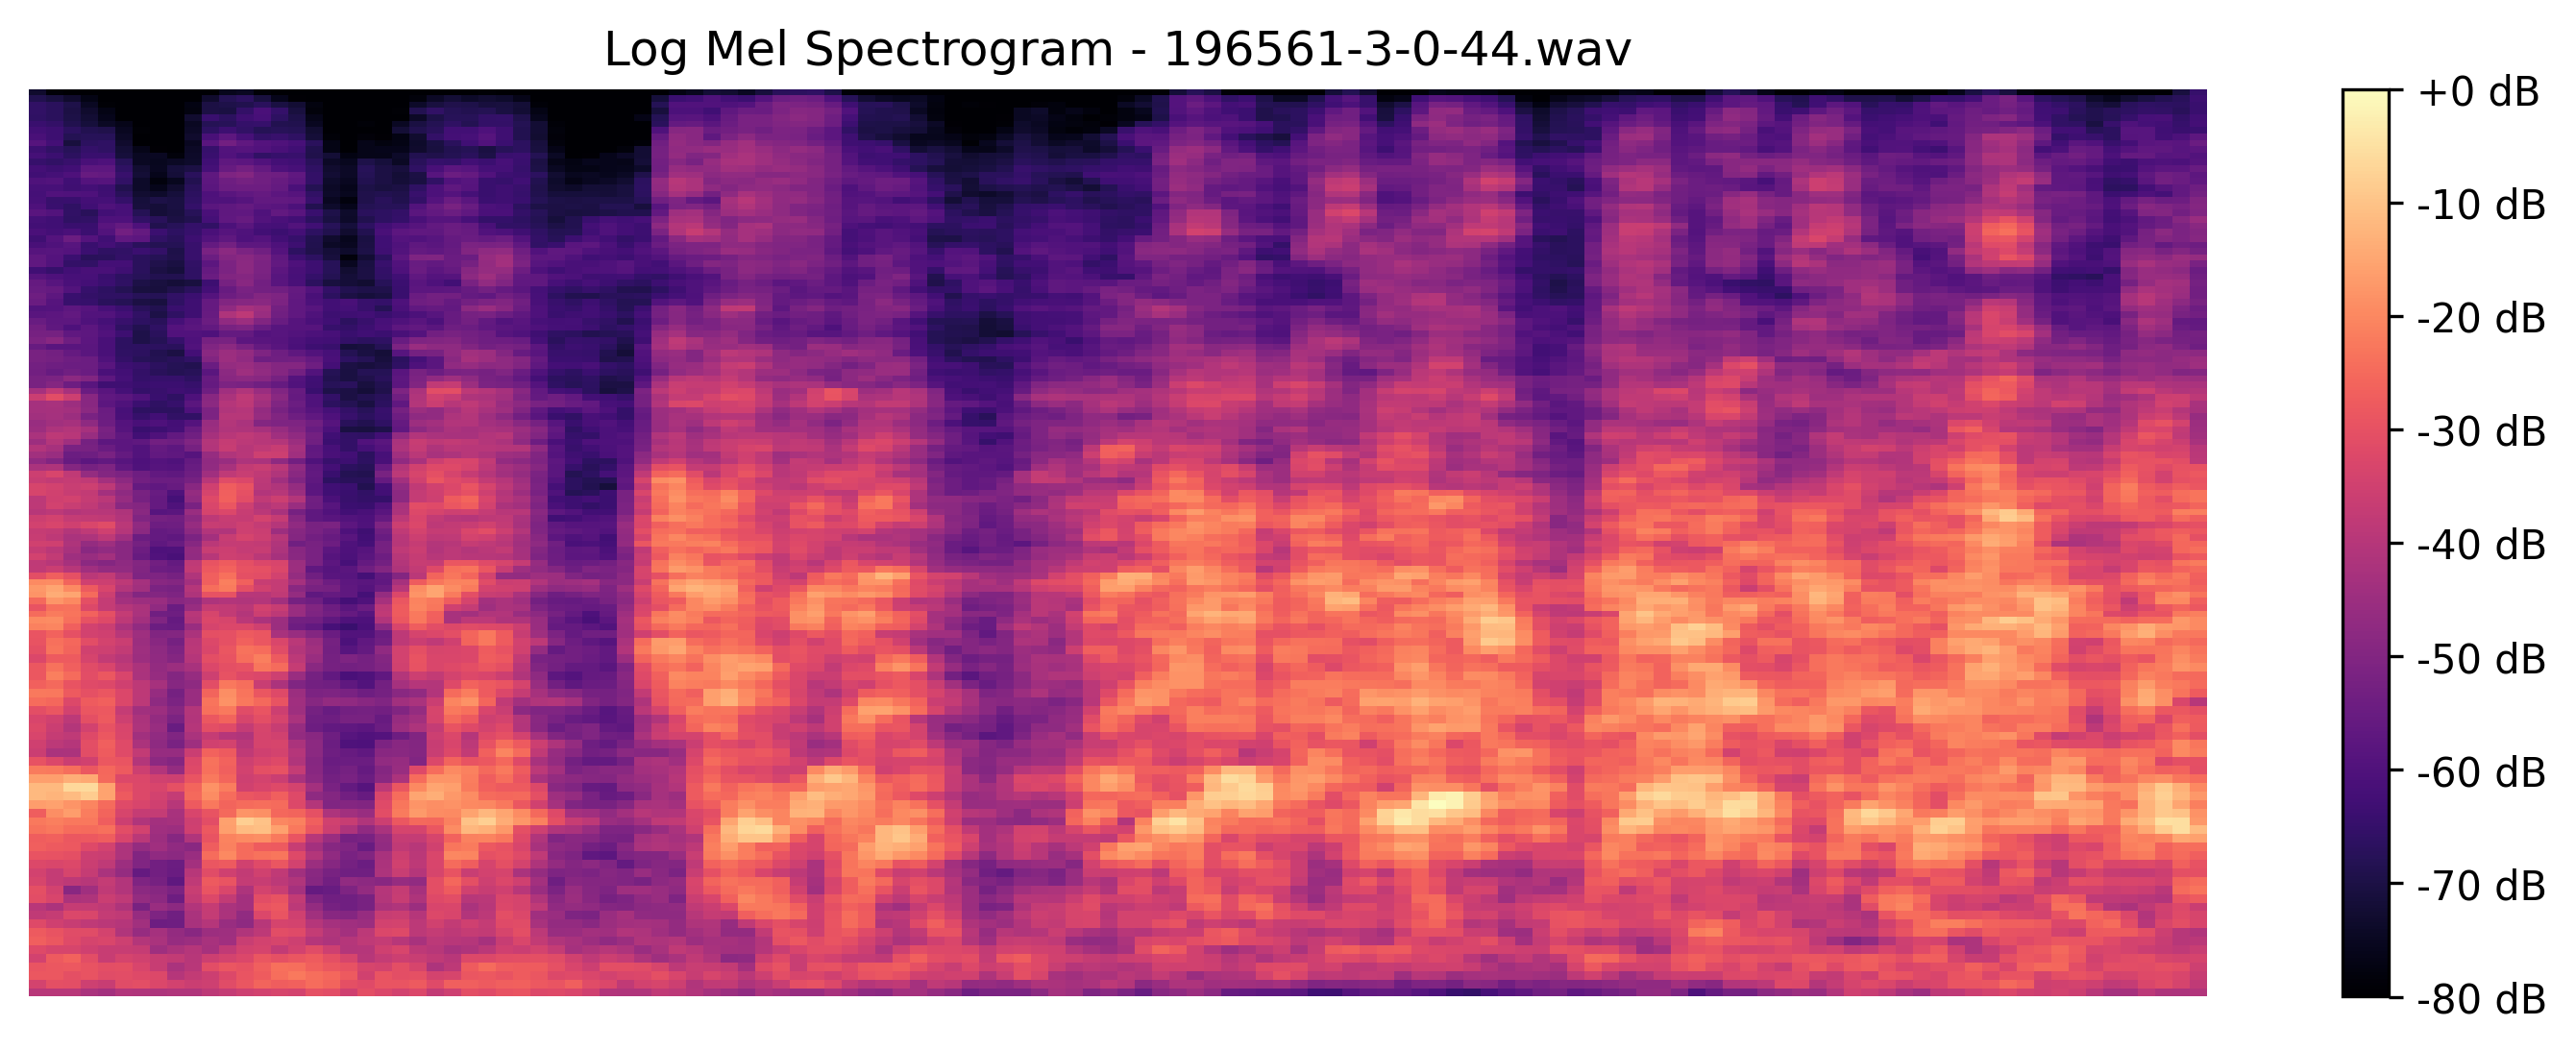 Log Mel Spectrogram - 196561-3-0-44.wav
+0 dB
-10 dB
-20 dB
-30 dB
-40 dB
-50 dB
-60 dB
-70 dB
-80 dB